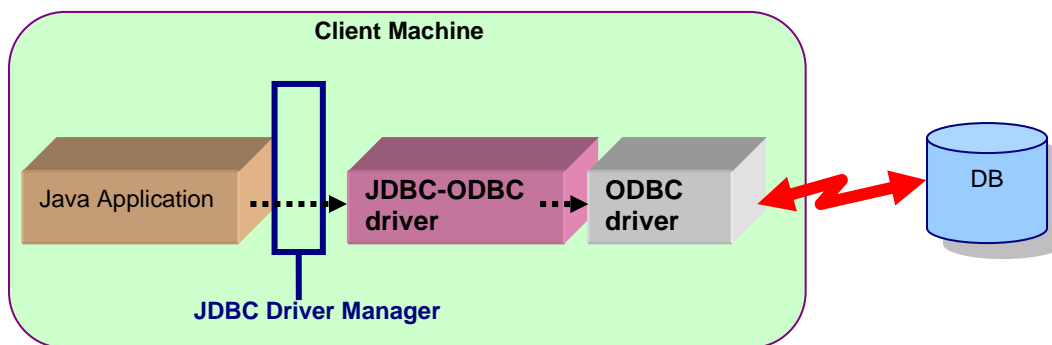 Client Machine
Java Application
JDBC-ODBC
driver
ODBC
driver
DB
JDBC Driver Manager